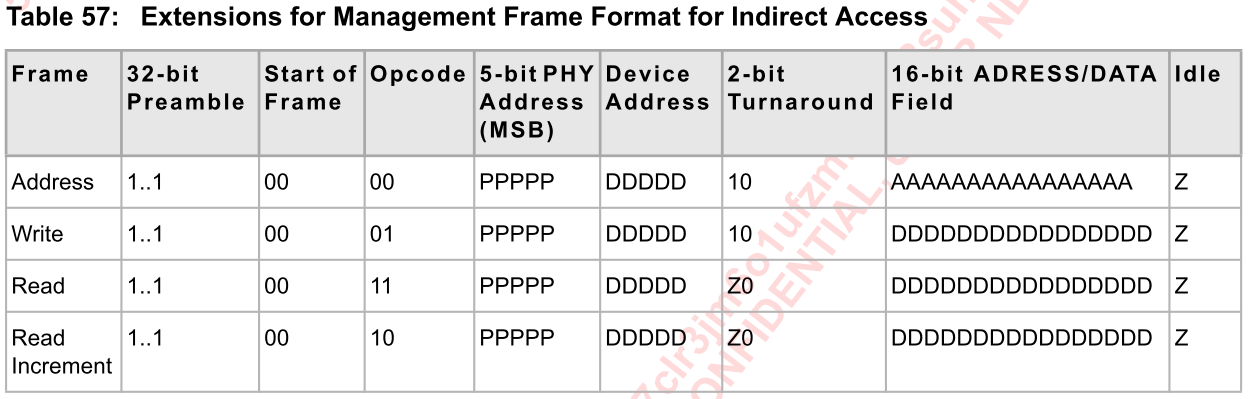 Table 57: Extensions for Management Frame Format for Indirect Access
Frame 32-bit Preamble Start of Frame Opcode 5-bit PHY Address (MSB) Device Address 2-bit Turnaround 16-bit ADRESS/DATA Field Idle
Address 1..1 00 00 PPPPP DDDDD 10 AAAAAAAAAAAAAAAA Z
Write 1..1 00 01 PPPPP DDDDD 10 DDDDDDDDDDDDDDDD Z
Read 1..1 00 11 PPPPP DDDDD Z0 DDDDDDDDDDDDDDDD Z
Read Increment 1..1 00 10 PPPPP DDDDD Z0 DDDDDDDDDDDDDDDD Z